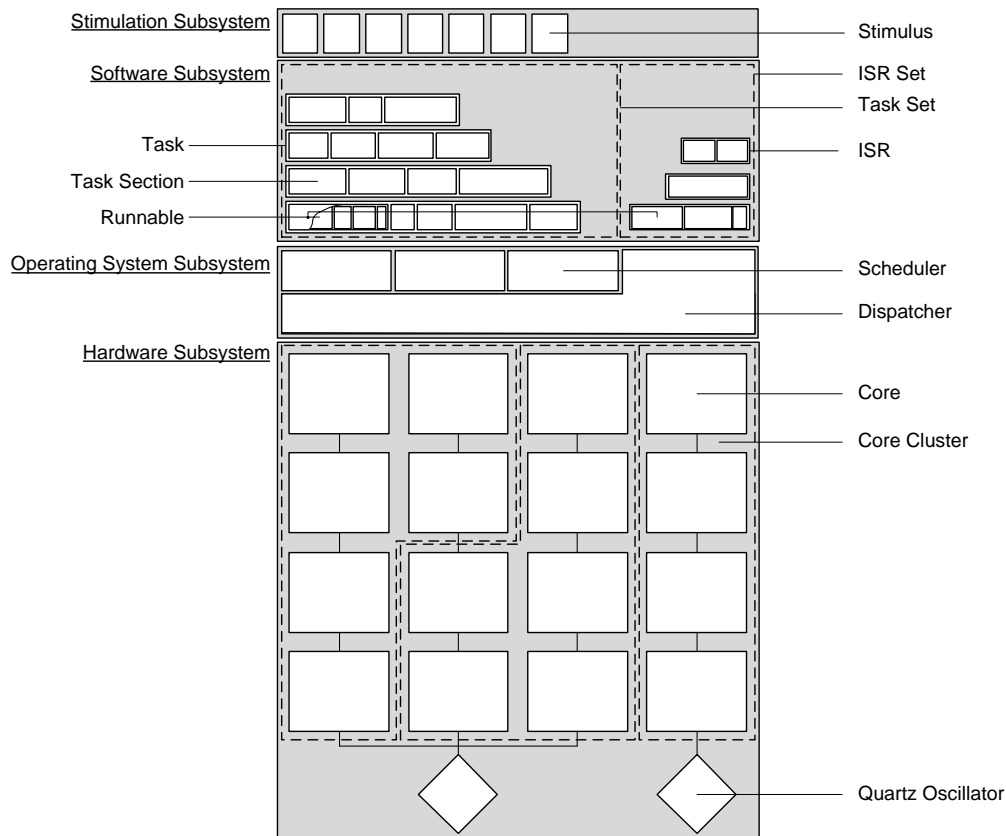 Stimulation Subsystem
Stimulus
Software Subsystem
ISR Set
Task Set
Task
ISR
Task Section
Runnable
Operating System Subsystem
Scheduler
Dispatcher
Hardware Subsystem
Core
Core Cluster
Quartz Oscillator